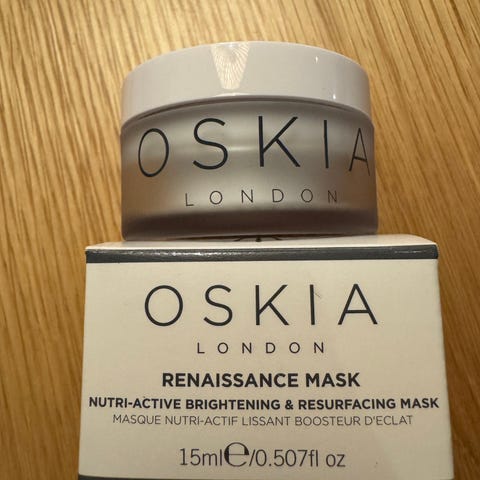 OSKIA
LONDON
OSKIA
LONDON
RENAISSANCE MASK
NUTRI-ACTIVE BRIGHTENING & RESURFACING MASK
MASQUE NUTRI-ACTIF LISSANT BOOSTEUR D'ECLAT
15ml℮/0.507fl oz